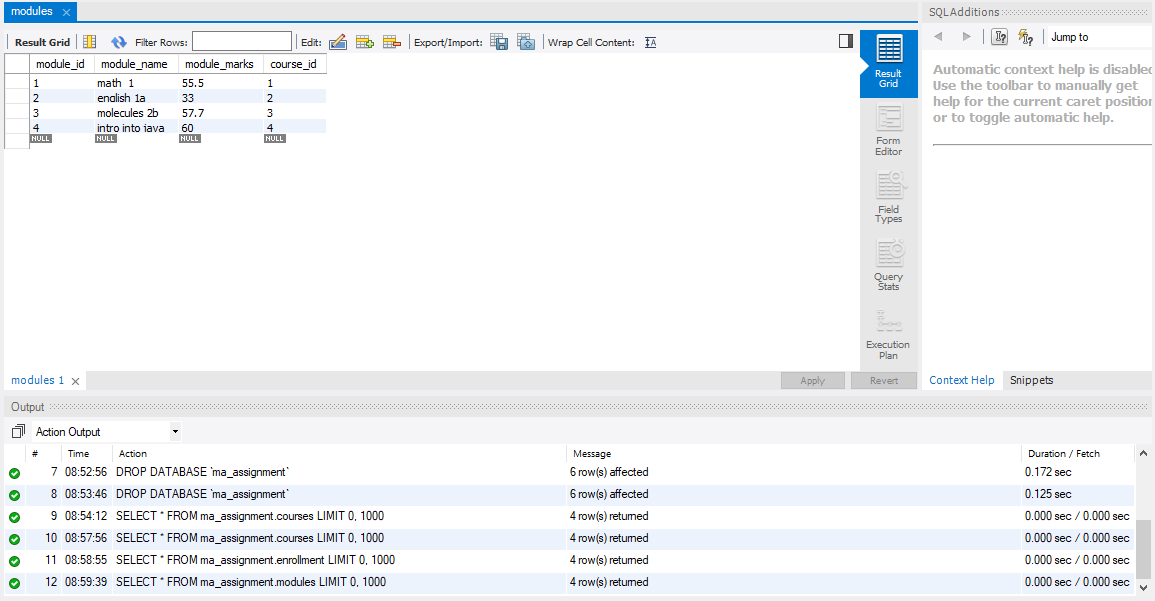 modules
SQLAdditions
Result Grid Filter Rows: Edit: Export/Import: Wrap Cell Content:
Jump to
module_id module_name module_marks course_id
1 math 1 55.5 1
2 english 1a 33 2
3 molecules 2b 57.7 3
4 intro into java 60 4
NULL NULL NULL NULL
Result
Grid
Form
Editor
Field
Types
Query
Stats
Execution
Plan
Automatic context help is disabled
Use the toolbar to manually get
help for the current caret position
or to toggle automatic help.
modules 1 Apply Revert
Context Help Snippets
Output
Action Output
# Time Action Message Duration / Fetch
7 08:52:56 DROP DATABASE `ma_assignment` 6 row(s) affected 0.172 sec
8 08:53:46 DROP DATABASE `ma_assignment` 6 row(s) affected 0.125 sec
9 08:54:12 SELECT * FROM ma_assignment.courses LIMIT 0, 1000 4 row(s) returned 0.000 sec / 0.000 sec
10 08:57:56 SELECT * FROM ma_assignment.courses LIMIT 0, 1000 4 row(s) returned 0.000 sec / 0.000 sec
11 08:58:55 SELECT * FROM ma_assignment.enrollment LIMIT 0, 1000 4 row(s) returned 0.000 sec / 0.000 sec
12 08:59:39 SELECT * FROM ma_assignment.modules LIMIT 0, 1000 4 row(s) returned 0.000 sec / 0.000 sec